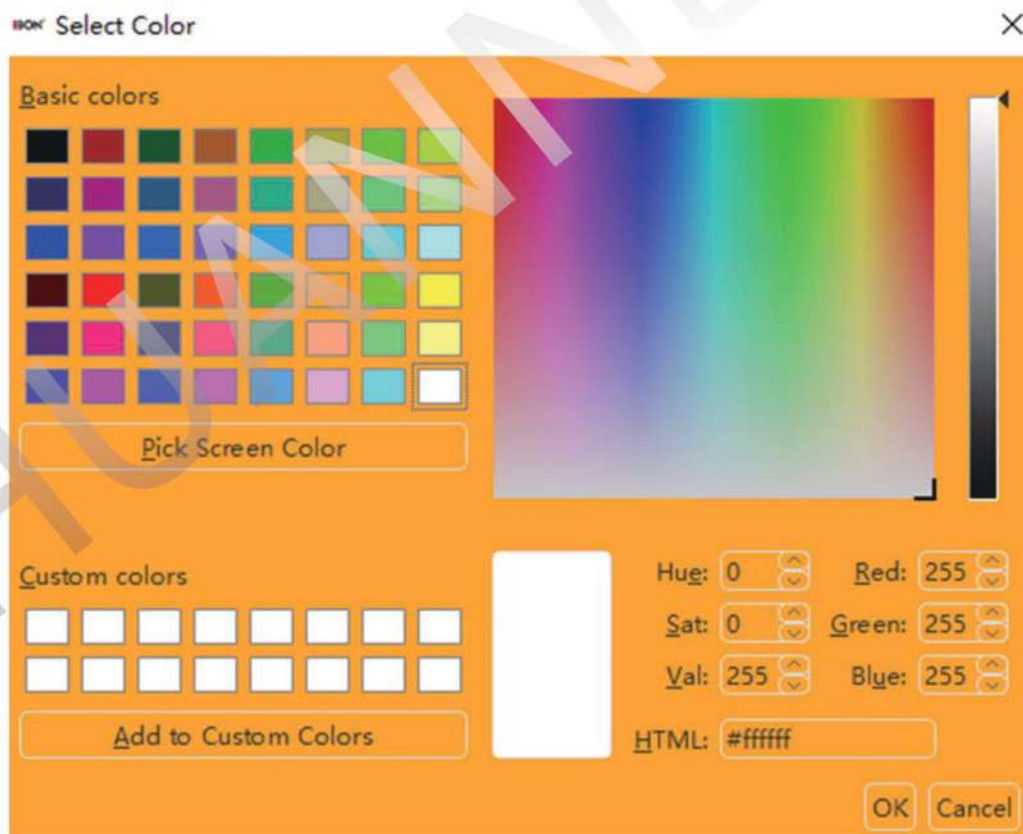 Select Color
Basic colors
Pick Screen Color
Custom colors
Add to Custom Colors
Hue: 0
Red: 255
Sat: 0
Green: 255
Val: 255
Blue: 255
HTML: #ffffff
OK
Cancel